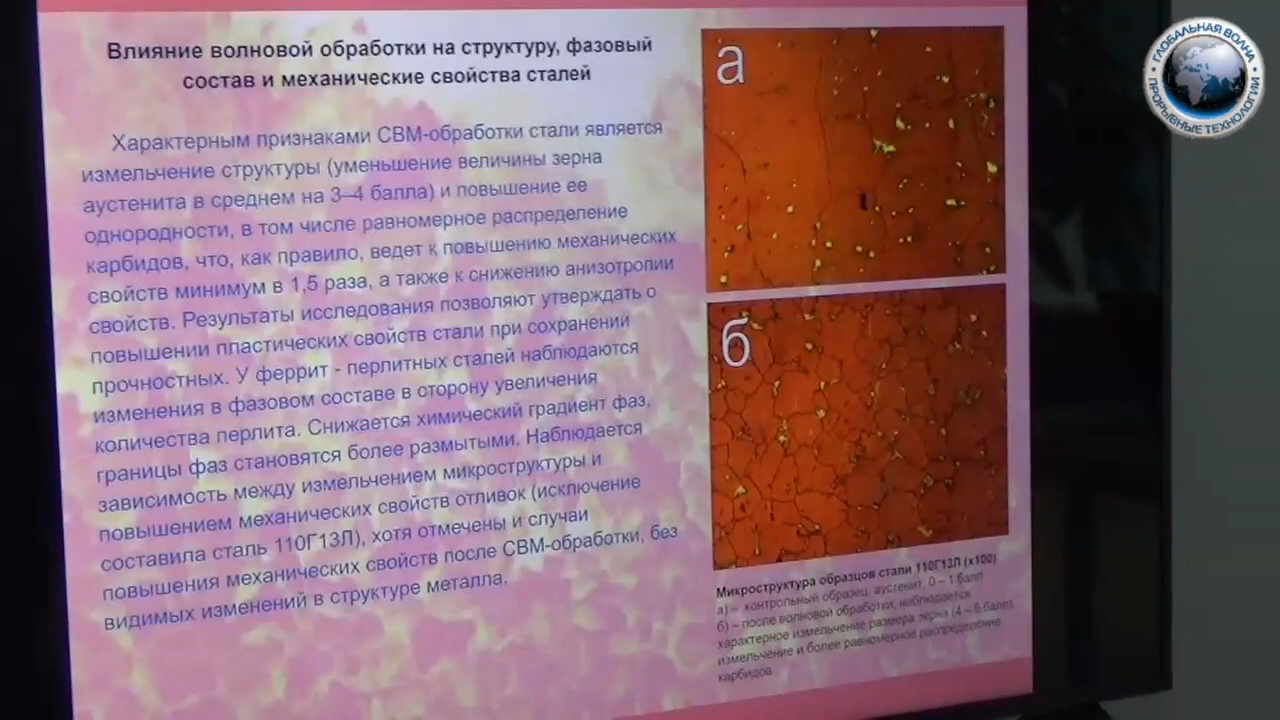 Влияние волновой обработки на структуру, фазовый
состав и механические свойства сталей
Характерным признаками СВМ-обработки стали является
измельчение структуры (уменьшение величины зерна
аустенита в среднем на 3–4 балла) и повышение ее
однородности, в том числе равномерное распределение
карбидов, что, как правило, ведет к повышению механических
свойств минимум в 1,5 раза, а также к снижению анизотропии
свойств. Результаты исследования позволяют утверждать о
повышении пластических свойств стали при сохранении
прочностных. У феррит - перлитных сталей наблюдаются
изменения в фазовом составе в сторону увеличения
количества перлита. Снижается химический градиент фаз,
границы фаз становятся более размытыми. Наблюдается
зависимость между измельчением микроструктуры и
повышением механических свойств отливок (исключение
составила сталь 110Г13Л), хотя отмечены и случаи
повышения механических свойств после СВМ-обработки, без
видимых изменений в структуре металла.
а
б
Микроструктура образцов стали 110Г13Л (х100)
а) – контрольный образец, аустенит, 0 – 1 балл
б) – после волновой обработки, наблюдается
характерное измельчение размера зерна (4 – 5 балл)
измельчение и более равномерное распределение
карбидов
ГЛОБАЛЬНАЯ ВОЛНА
ПРОРЫВНЫЕ ТЕХНОЛОГИИ